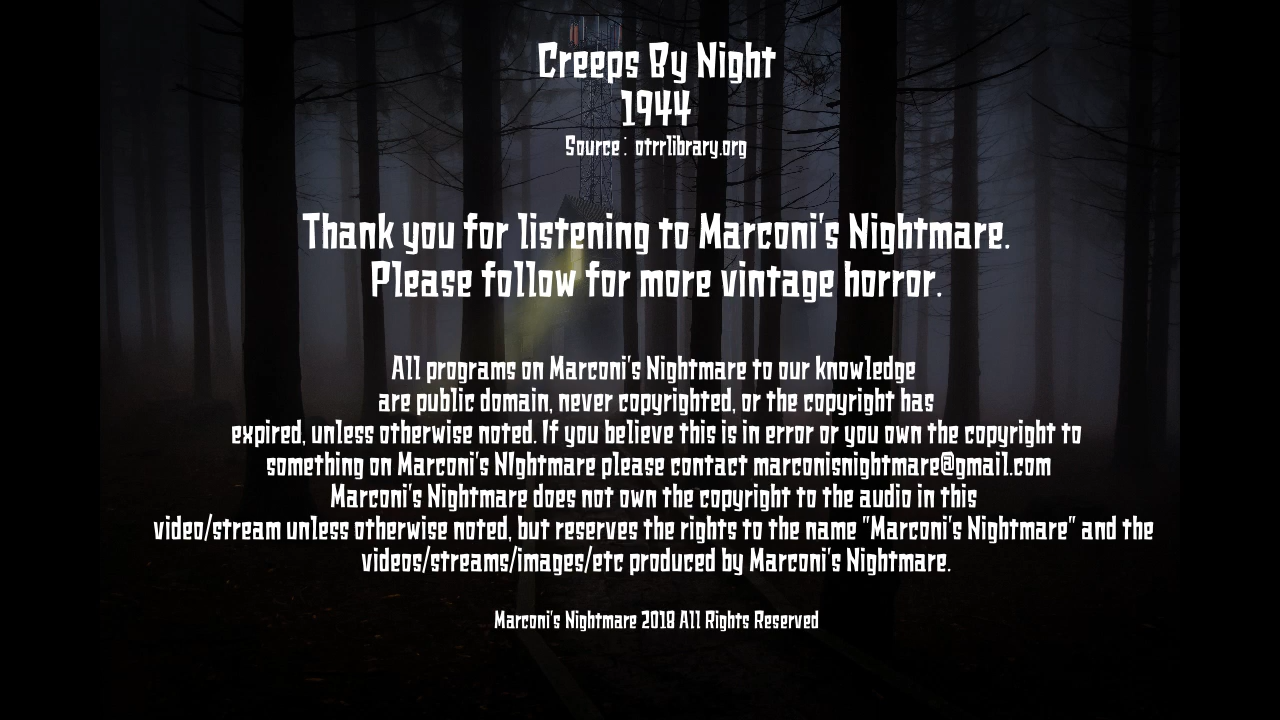 Creeps By Night
1944
Source: otrrlibrary.org
Thank you for listening to Marconi's Nightmare.
Please follow for more vintage horror.
All programs on Marconi's Nightmare to our knowledge
are public domain, never copyrighted, or the copyright has
expired, unless otherwise noted. If you believe this is in error or you own the copyright to
something on Marconi's NIghtmare please contact marconisnightmare@gmail.com
Marconi's Nightmare does not own the copyright to the audio in this
video/stream unless otherwise noted, but reserves the rights to the name "Marconi's Nightmare" and the
videos/streams/images/etc produced by Marconi's Nightmare.
Marconi's Nightmare 2018 All Rights Reserved